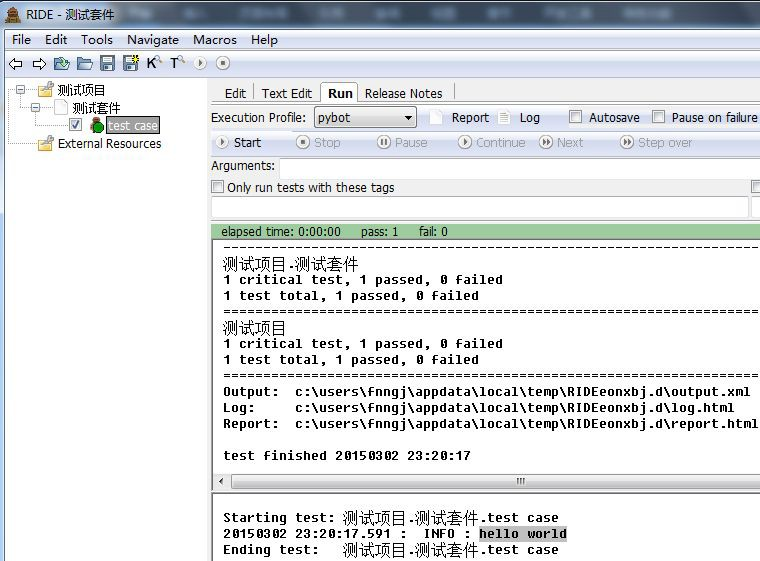 RIDE - 测试套件
File Edit Tools Navigate Macros Help
测试项目
测试套件
test case
External Resources
Edit Text Edit Run Release Notes
Execution Profile: pybot Report Log Autosave Pause on failure
Start Stop Pause Continue Next Step over
Arguments:
Only run tests with these tags
elapsed time: 0:00:00 pass: 1 fail: 0
测试项目.测试套件
1 critical test, 1 passed, 0 failed
1 test total, 1 passed, 0 failed
测试项目
1 critical test, 1 passed, 0 failed
1 test total, 1 passed, 0 failed
Output: c:\users\fnngj\appdata\local\temp\RIDEeonxbj.d\output.xml
Log: c:\users\fnngj\appdata\local\temp\RIDEeonxbj.d\log.html
Report: c:\users\fnngj\appdata\local\temp\RIDEeonxbj.d\report.html
test finished 20150302 23:20:17
Starting test: 测试项目.测试套件.test case
20150302 23:20:17.591 : INFO : hello world
Ending test: 测试项目.测试套件.test case